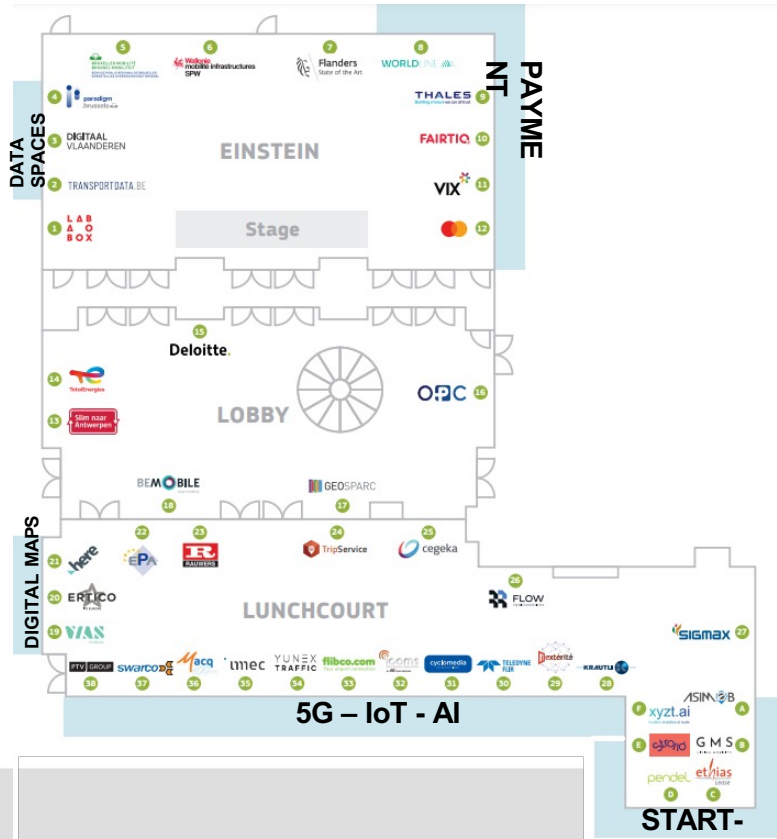 5
6
7
8
Wallonie
mobilité infrastructures
SPW
Flanders
State of the Art
WORLDLINE
PAYME
NT
4
paradigm
.brussels
THALES
9
DATA
SPACES
3
DIGITAAL
VLAANDEREN
EINSTEIN
FAIRTIQ
10
2
TRANSPORTDATA.BE
VIX
11
1
LAB
BOX
Stage
12
15
Deloitte.
14
TotalEnergies
OPC
16
13
Slim naar
Antwerpen
LOBBY
BEMOBILE
GEOSPARC
18
17
DIGITAL MAPS
22
23
24
25
21
here
EPA
R
RAUWERS
TripService
cegeka
26
20
ERTICO
FLOW
LUNCHCOURT
19
VIAS
SIGMAX
27
PTV GROUP
swarco
Macq
imec
YUNEX
TRAFFIC
flibco.com
cyclomedia
TELEDYNE
FLIR
Dextérité
KRAUTLI
38
37
36
35
34
33
32
31
30
29
28
5G – IoT - AI
ASIMOB
F
xyzt.ai
A
E
GMS
B
pendel
ethias
Lease
D
C
START-